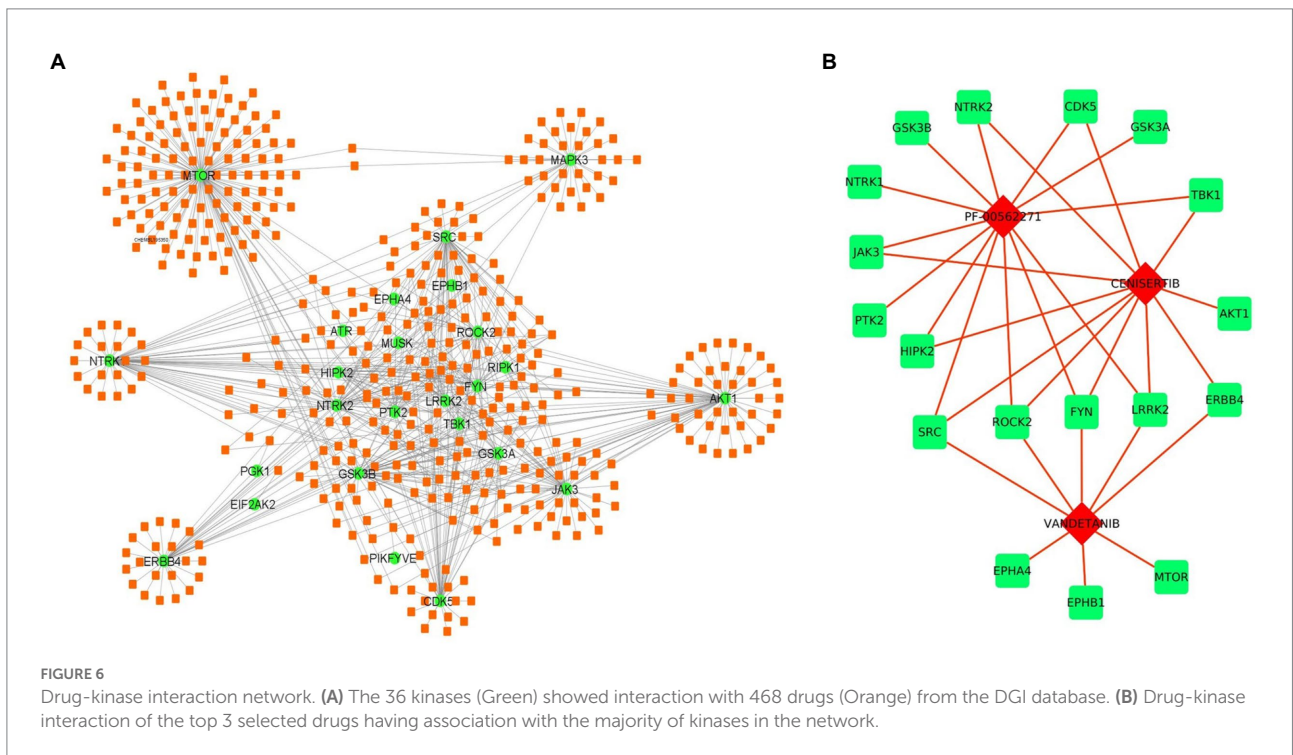 A
MTOR
MAPK3
SRC
EPHB1
EPHA4
ATR
ROCK2
MUSK
NTRK
HIPK2
RIPK1
FYN
NTRK2
LRRK2
PTK2
AKT1
TBK1
GSK3A
PGK1
GSK3B
JAK3
EIF2AK2
ERBB4
PIKFYVE
CDK5
B
NTRK2
CDK5
GSK3B
GSK3A
NTRK1
TBK1
PF-00562271
JAK3
CENISERTIB
PTK2
AKT1
HIPK2
ERBB4
SRC
ROCK2
FYN
LRRK2
VANDETANIB
EPHA4
MTOR
EPHB1
FIGURE 6
Drug-kinase interaction network. (A) The 36 kinases (Green) showed interaction with 468 drugs (Orange) from the DGI database. (B) Drug-kinase
interaction of the top 3 selected drugs having association with the majority of kinases in the network.